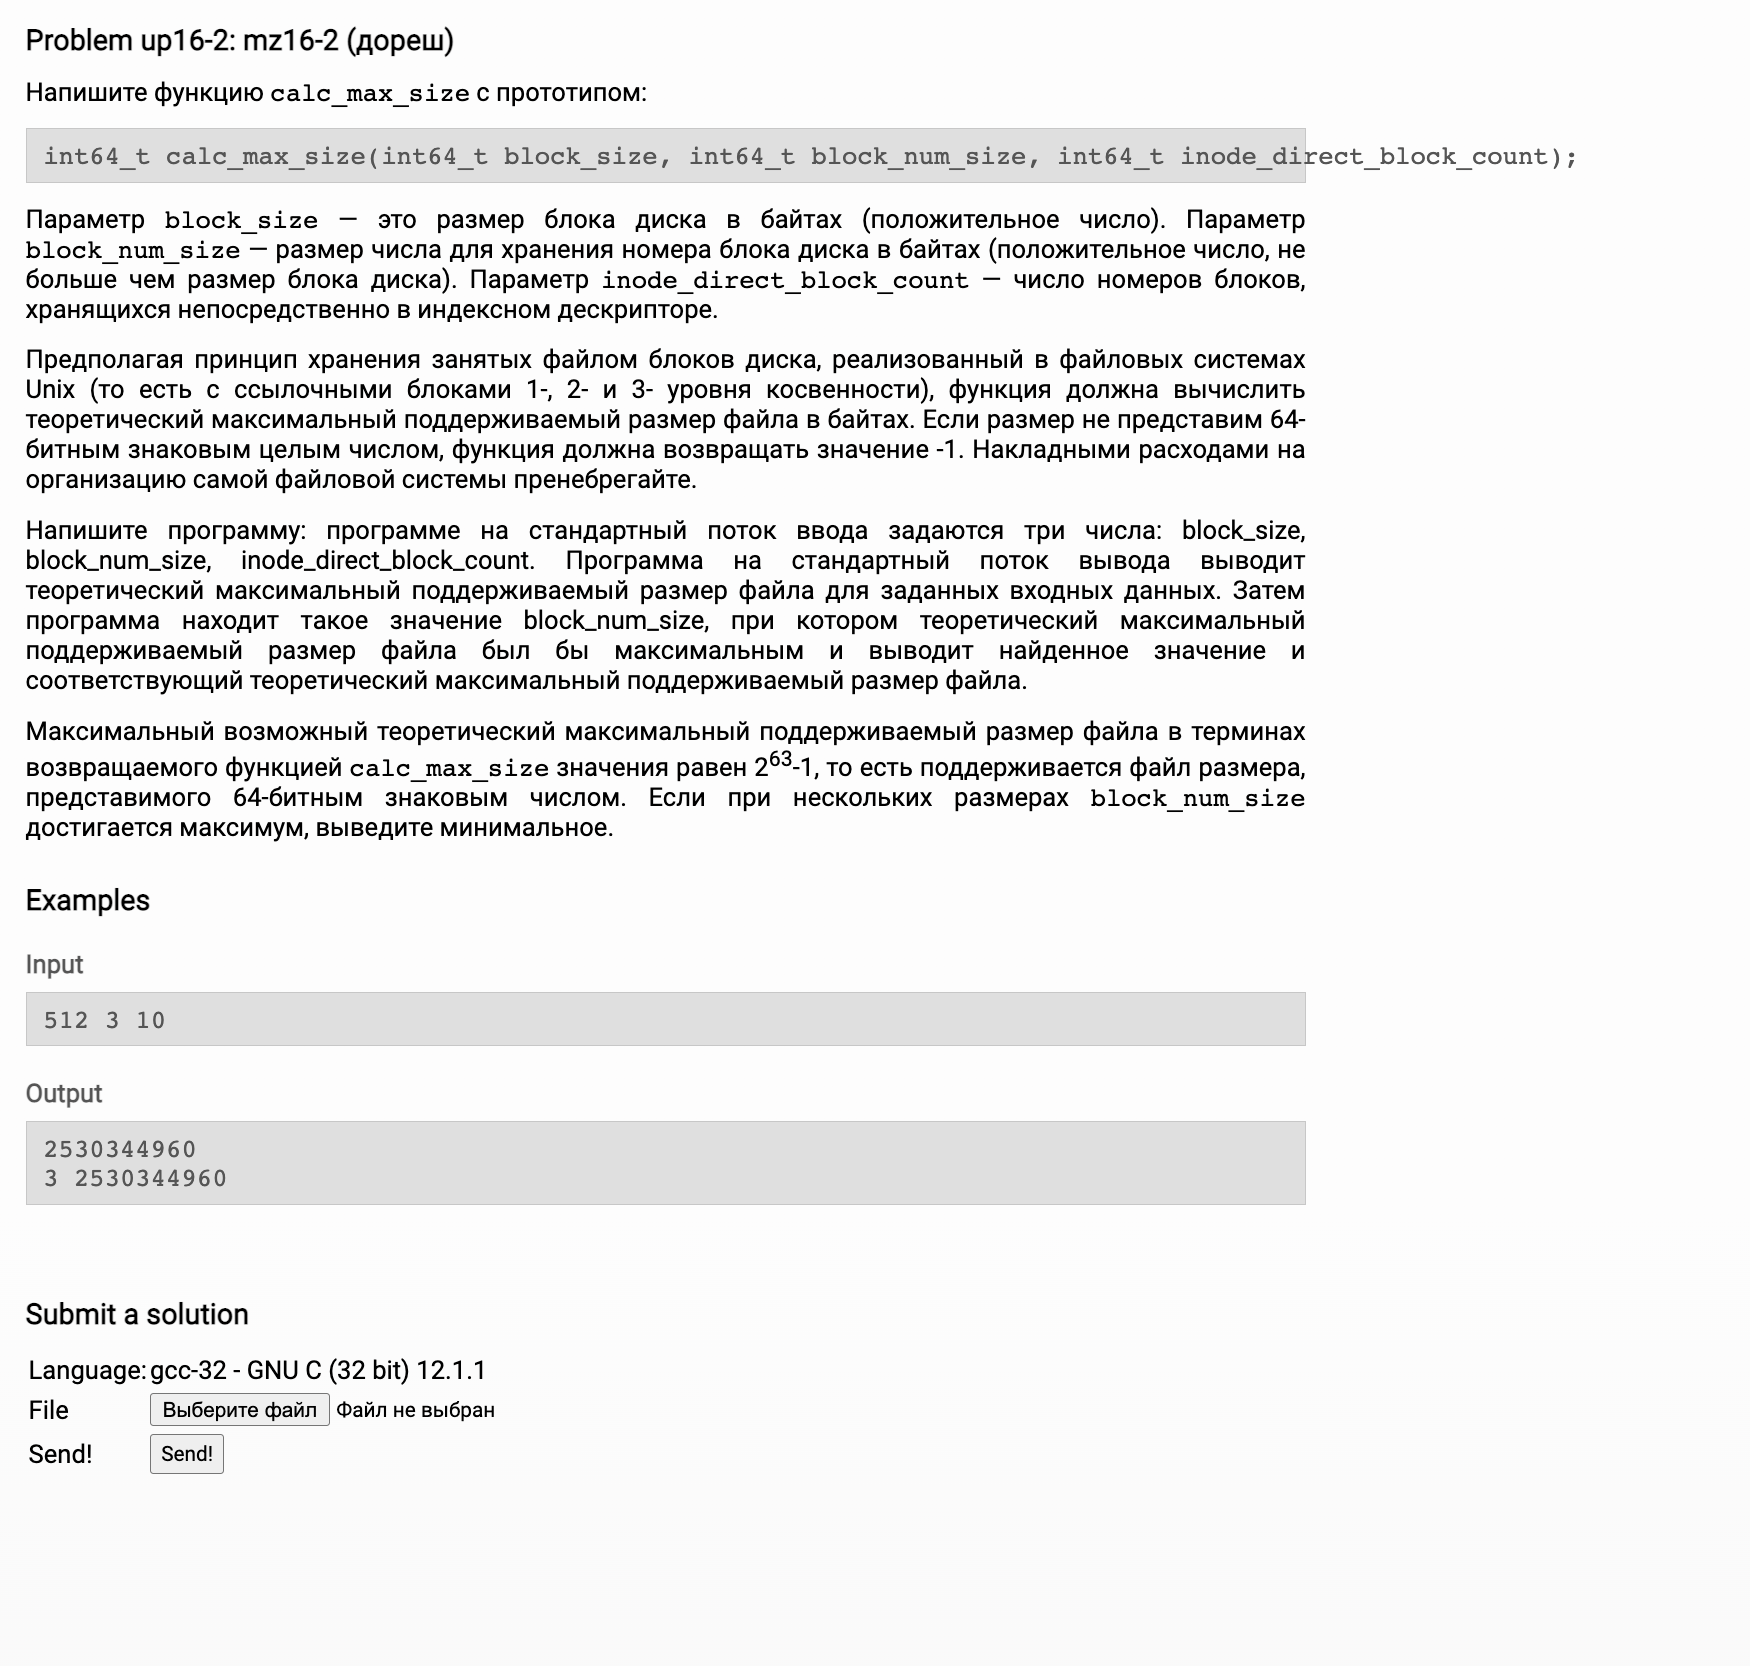 Problem up16-2: mz16-2 (дореш)
Напишите функцию calc_max_size с прототипом:
int64_t calc_max_size(int64_t block_size, int64_t block_num_size, int64_t inode_direct_block_count);
Параметр block_size — это размер блока диска в байтах (положительное число). Параметр
block_num_size — размер числа для хранения номера блока диска в байтах (положительное число, не
больше чем размер блока диска). Параметр inode_direct_block_count — число номеров блоков,
хранящихся непосредственно в индексном дескрипторе.
Предполагая принцип хранения занятых файлом блоков диска, реализованный в файловых системах
Unix (то есть с ссылочными блоками 1-, 2- и 3- уровня косвенности), функция должна вычислить
теоретический максимальный поддерживаемый размер файла в байтах. Если размер не представим 64-
битным знаковым целым числом, функция должна возвращать значение -1. Накладными расходами на
организацию самой файловой системы пренебрегайте.
Напишите программу: программе на стандартный поток ввода задаются три числа: block_size,
block_num_size, inode_direct_block_count. Программа на стандартный поток вывода выводит
теоретический максимальный поддерживаемый размер файла для заданных входных данных. Затем
программа находит такое значение block_num_size, при котором теоретический максимальный
поддерживаемый размер файла был бы максимальным и выводит найденное значение и
соответствующий теоретический максимальный поддерживаемый размер файла.
Максимальный возможный теоретический максимальный поддерживаемый размер файла в терминах
возвращаемого функцией calc_max_size значения равен 2^63-1, то есть поддерживается файл размера,
представимого 64-битным знаковым числом. Если при нескольких размерах block_num_size
достигается максимум, выведите минимальное.
Examples
Input
512 3 10
Output
2530344960
3 2530344960
Submit a solution
Language: gcc-32 - GNU C (32 bit) 12.1.1
File Выберите файл Файл не выбран
Send! Send!